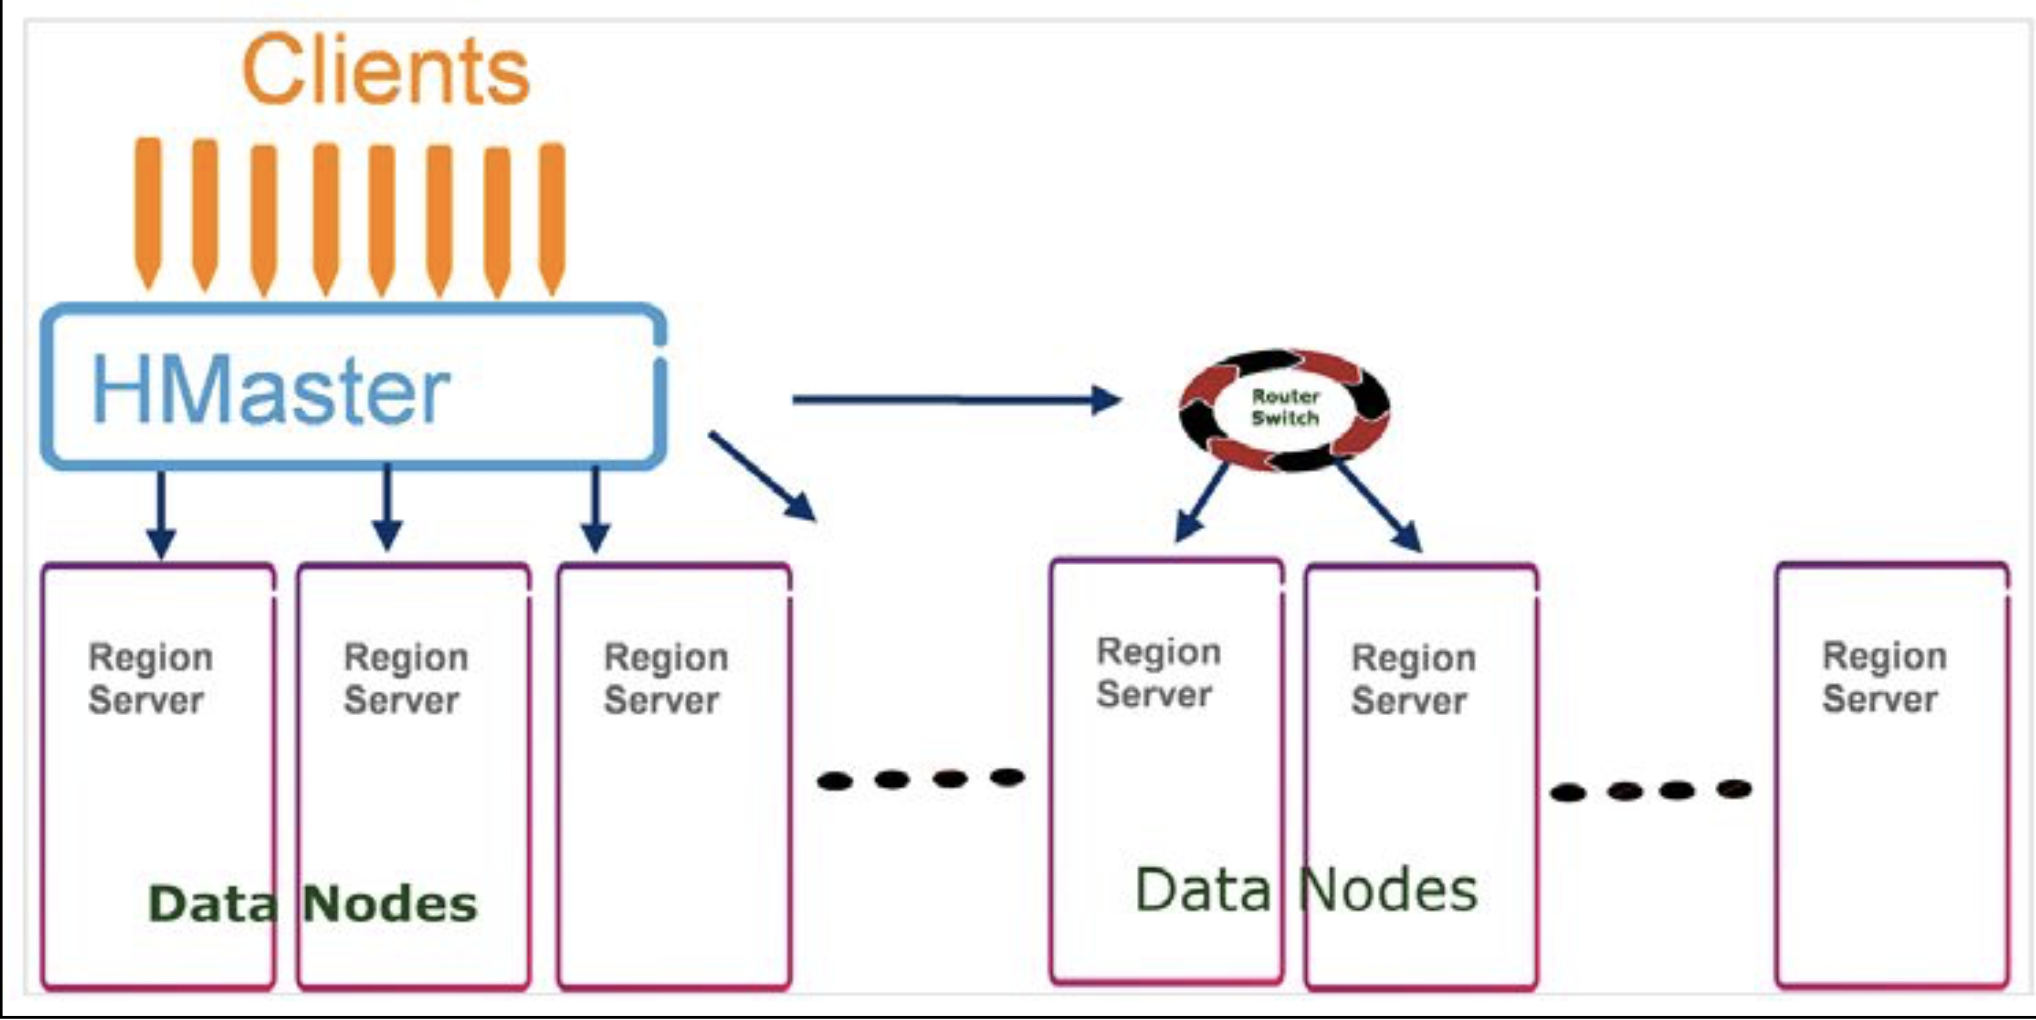 Clients
HMaster
Router
Switch
Region
Server
Region
Server
Region
Server
Region
Server
Region
Server
Region
Server
Data Nodes
Data Nodes